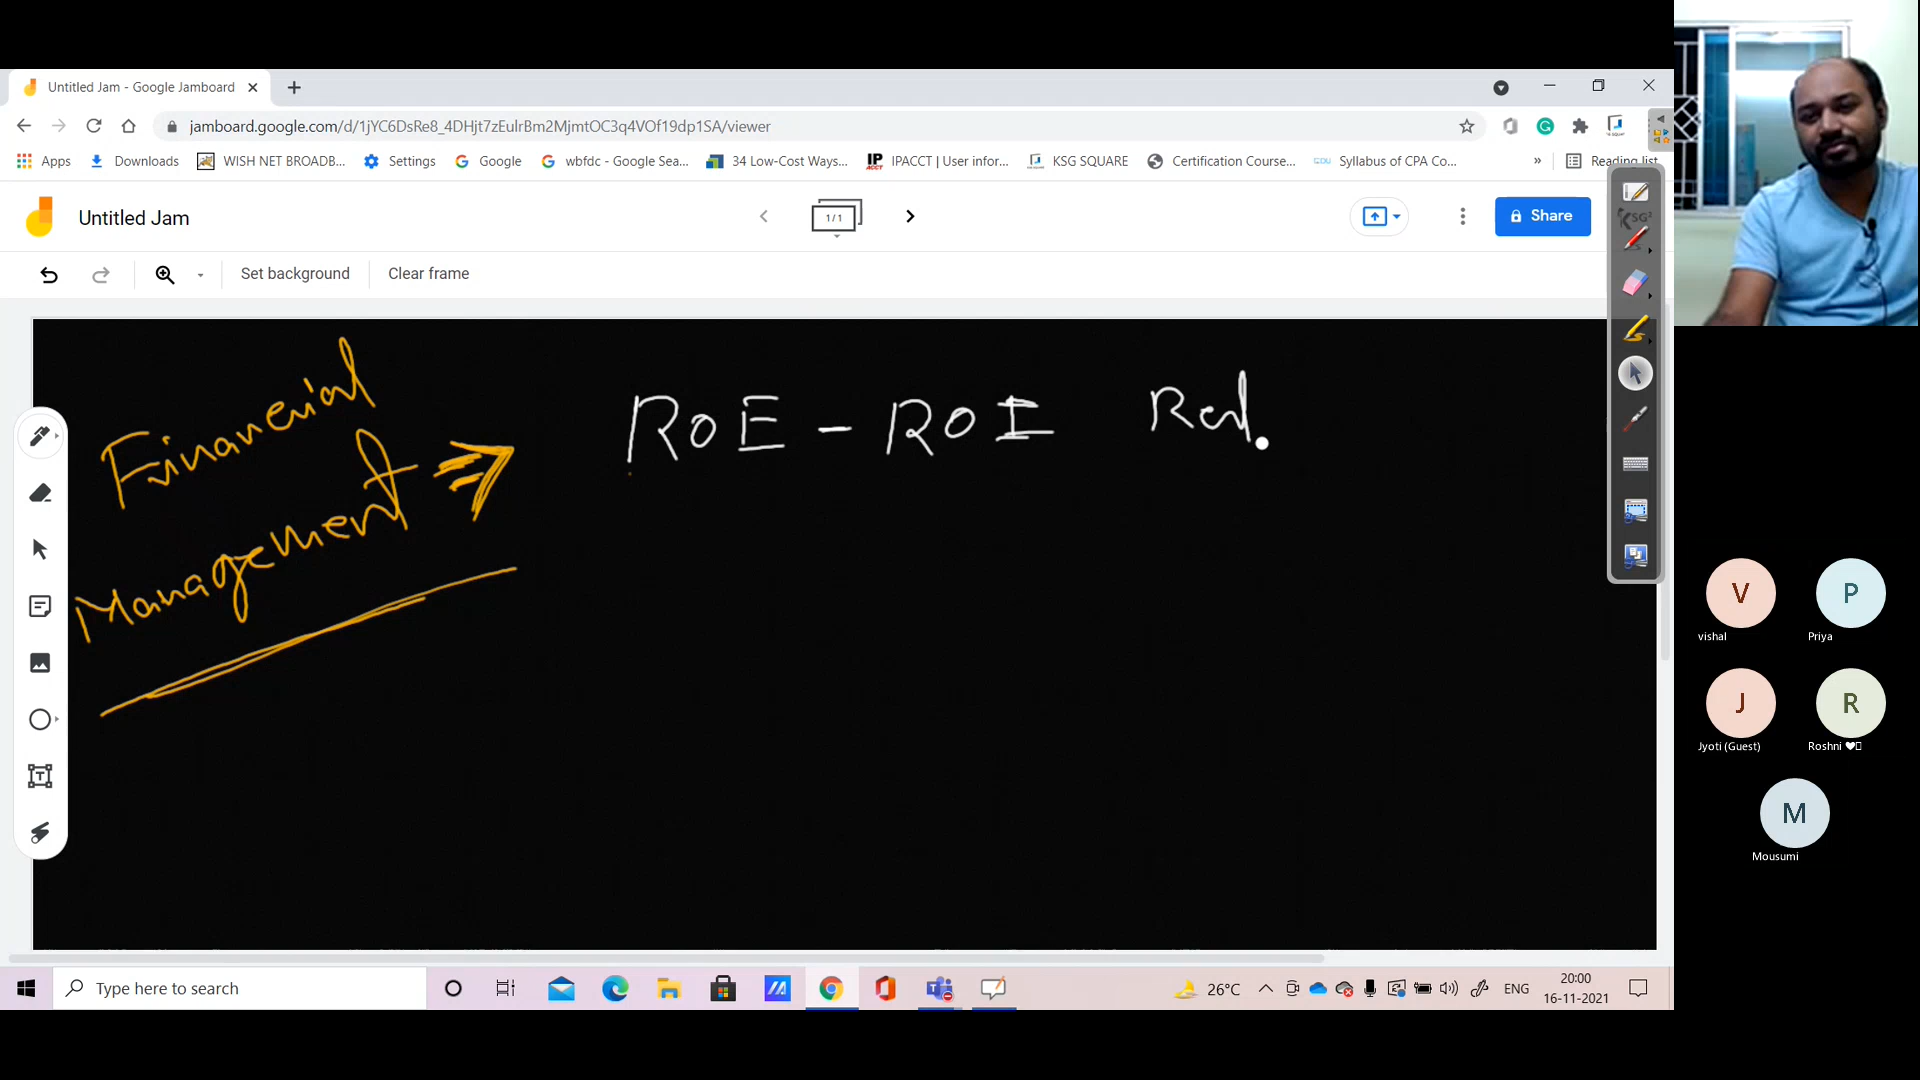 Untitled Jam - Google Jamboard
jamboard.google.com/d/1jYC6DsRe8_4DHjt7zEulrBm2MjmtOC3q4VOf19dp1SA/viewer
Apps Downloads WISH NET BROADB... Settings Google wbfdc - Google Sea... 34 Low-Cost Ways... IPACCT | User infor... KSG SQUARE Certification Course... Syllabus of CPA Co... » Reading list
Untitled Jam
1/1
Share
Set background Clear frame
Financial
Management
ROE - ROI
V
vishal
P
Priya
J
Jyoti (Guest)
R
Roshni ❤
M
Mousumi
Type here to search
26°C
ENG
20:00
16-11-2021